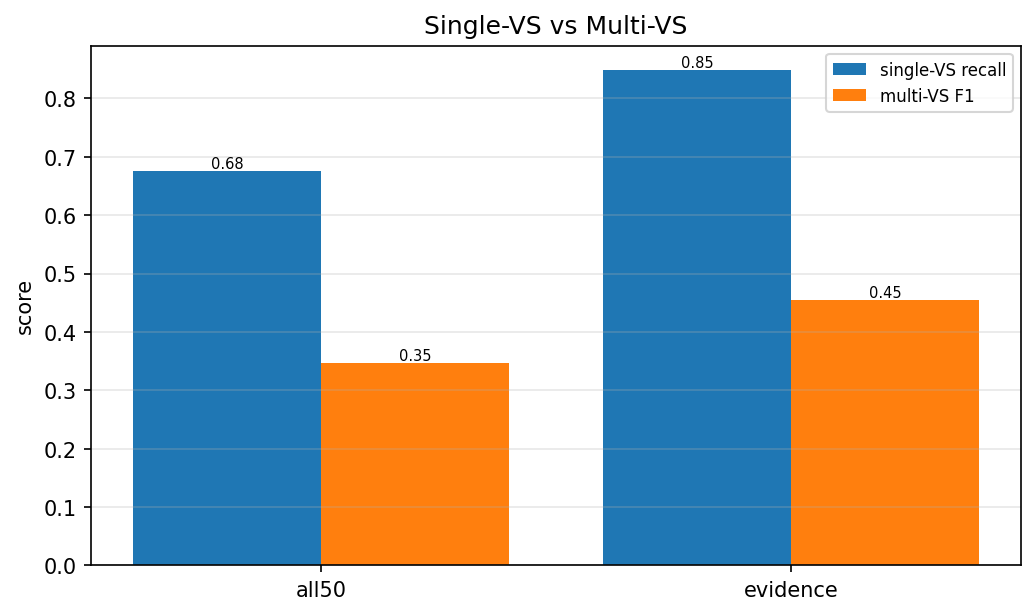 Single-VS vs Multi-VS
single-VS recall
multi-VS F1
score
0.8
0.7
0.6
0.5
0.4
0.3
0.2
0.1
0.0
0.68
0.35
0.85
0.45
all50
evidence